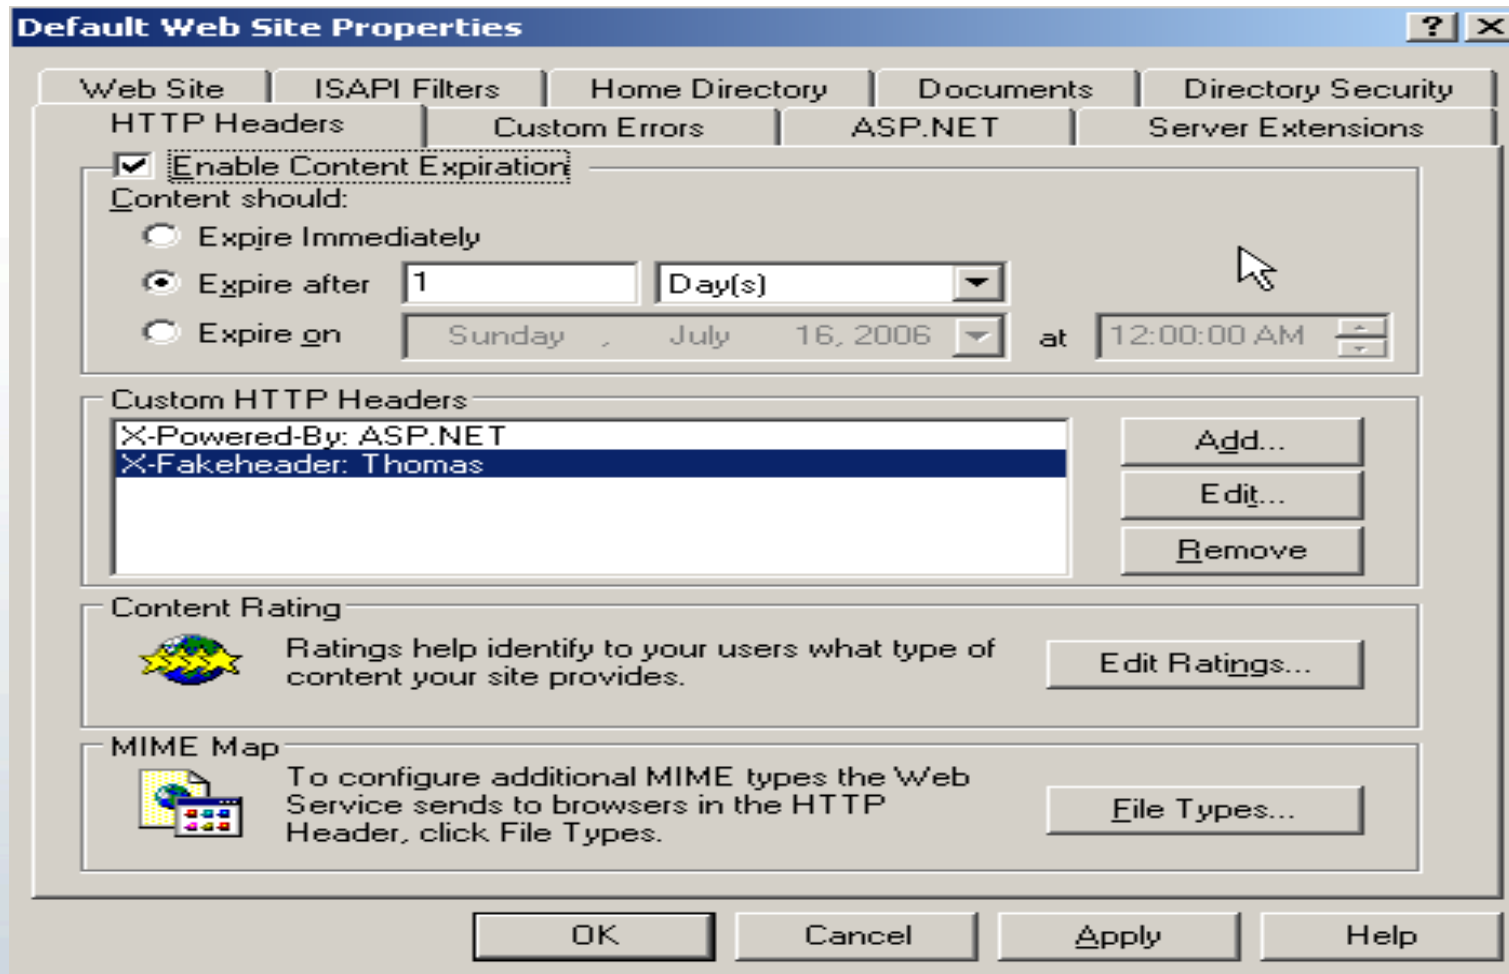 Default Web Site Properties
Web Site ISAPI Filters Home Directory Documents Directory Security
HTTP Headers Custom Errors ASP.NET Server Extensions
Enable Content Expiration
Content should:
Expire Immediately
Expire after 1 Day(s)
Expire on Sunday , July 16, 2006 at 12:00:00 AM
Custom HTTP Headers
X-Powered-By: ASP.NET
X-Fakeheader: Thomas
Add...
Edit...
Remove
Content Rating
Ratings help identify to your users what type of
content your site provides.
Edit Ratings...
MIME Map
To configure additional MIME types the Web
Service sends to browsers in the HTTP
Header, click File Types.
File Types...
OK Cancel Apply Help